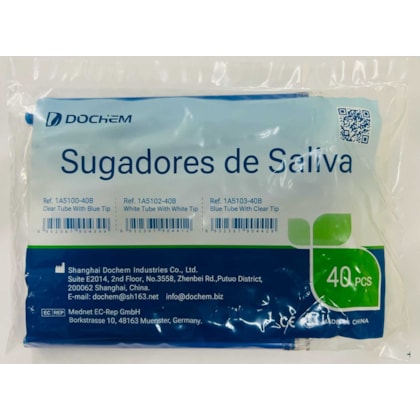 DOCHEM
Sugadores de Saliva
Ref. 1A5100-40B Ref. 1A5102-40B Ref. 1A5103-40B
Clear Tube With Blue Tip White Tube With White Tip Blue Tube With Clear Tip
Shanghai Dochem Industries Co., Ltd.
Suite E2014, 2nd Floor, No.3558, Zhenbei Rd.,Putuo District,
200062 Shanghai, China.
E-mail: dochem@sh163.net info@dochem.biz
EC REP Mednet EC-Rep GmbH
Borkstrasse 10, 48163 Muenster, Germany.
40 PCS
CHINA